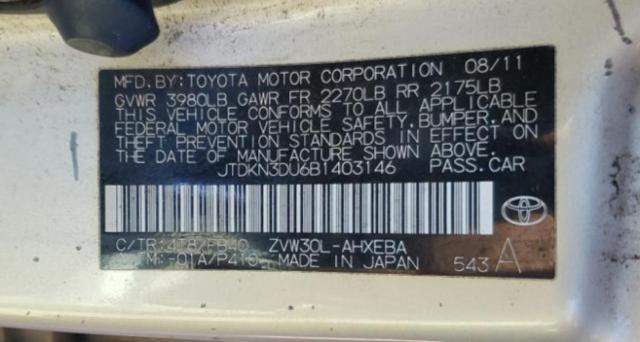 MFD.BY:TOYOTA MOTOR CORPORATION 08/11
GVWR 3980LB GAWR FR 2270LB RR 2175LB
THIS VEHICLE CONFORMS TO ALL APPLICABLE
FEDERAL MOTOR VEHICLE SAFETY, BUMPER, AND
THEFT PREVENTION STANDARDS IN EFFECT ON
THE DATE OF MANUFACTURE SHOWN ABOVE.
JTDKN3DU6B1403146 PASS.CAR
C/TR: ZVW30L-AHXEBA
MADE IN JAPAN 543 A